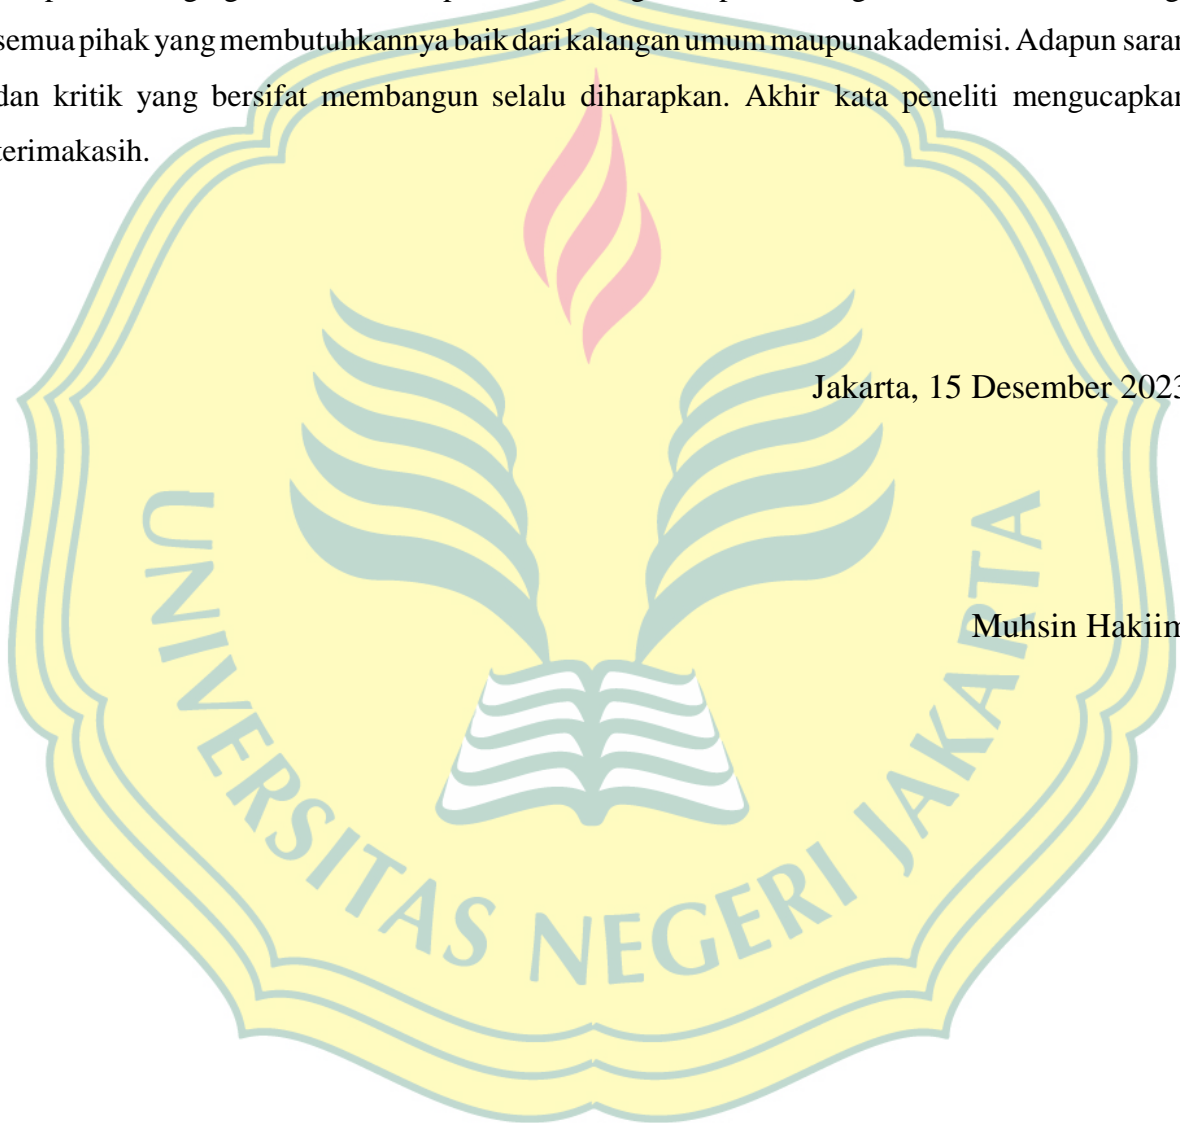 semua pihak yang membutuhkannya baik dari kalangan umum maupunakademisi. Adapun saran
dan kritik yang bersifat membangun selalu diharapkan. Akhir kata peneliti mengucapkan
terimakasih.
Jakarta, 15 Desember 2023
Muhsin Hakiim
UNIVERSITAS NEGERI JAKARTA